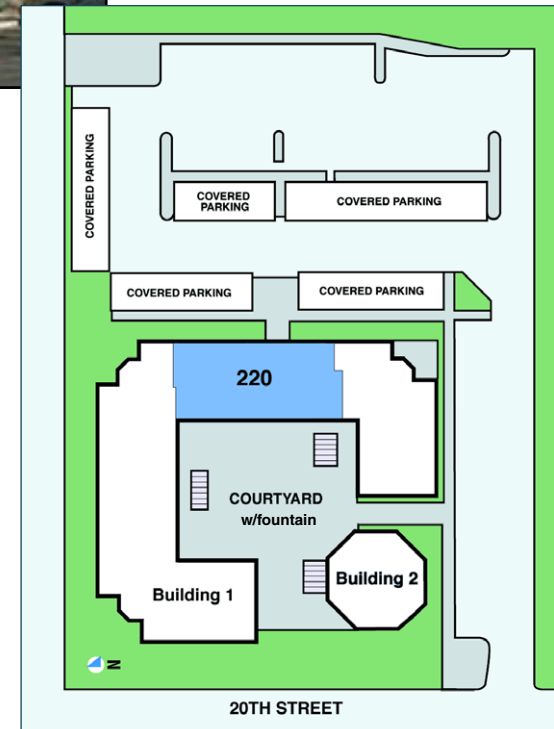 COVERED PARKING
COVERED
PARKING
COVERED PARKING
COVERED PARKING
COVERED PARKING
220
COURTYARD
w/fountain
Building 2
Building 1
N
20TH STREET